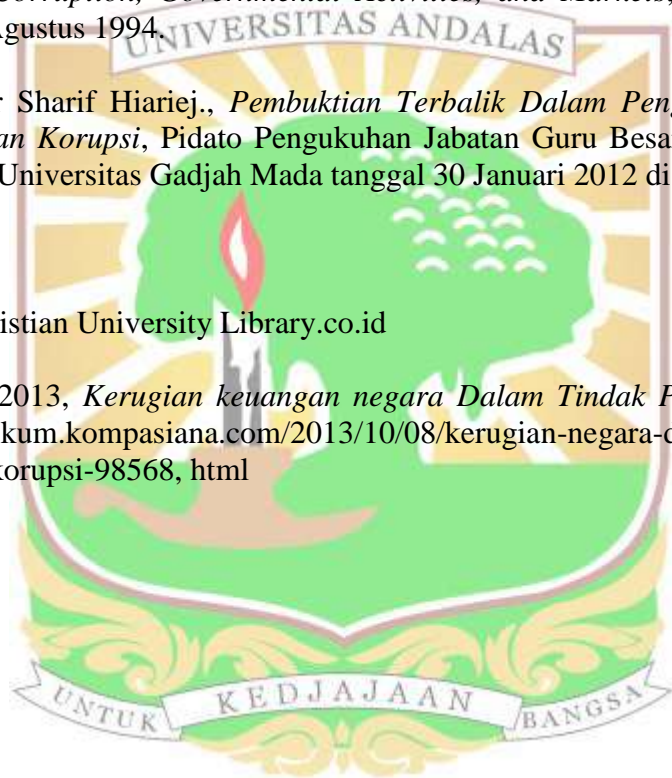 Corruption, Governmental Activities, and Markets,
Agustus 1994.
UNIVERSITAS ANDALAS
r Sharif Hiariej., Pembuktian Terbalik Dalam Peng
an Korupsi, Pidato Pengukuhan Jabatan Guru Besa
Universitas Gadjah Mada tanggal 30 Januari 2012 di
istian University Library.co.id
2013, Kerugian keuangan negara Dalam Tindak P
kum.kompasiana.com/2013/10/08/kerugian-negara-d
korupsi-98568, html
UNTUK KEDJAJAAN BANGSA